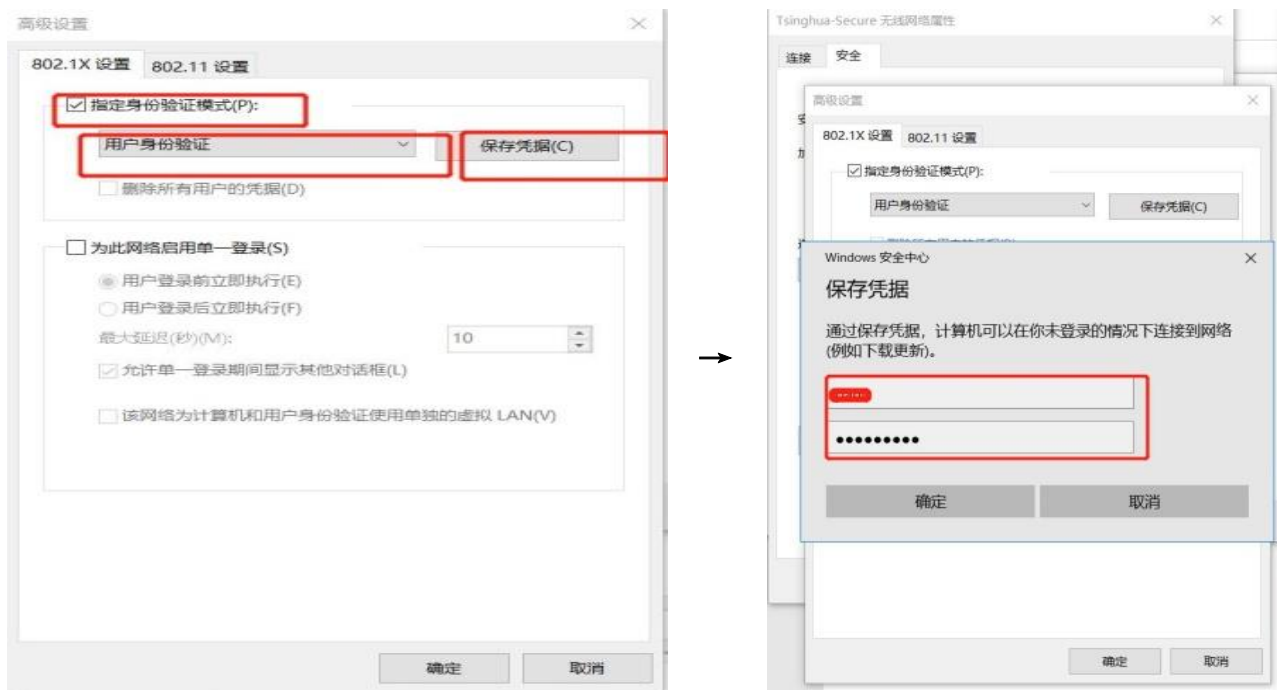 高级设置
802.1X 设置
802.11 设置
指定身份验证模式(P):
用户身份验证
保存凭据(C)
删除所有用户的凭据(D)
为此网络启用单一登录(S)
用户登录前立即执行(E)
用户登录后立即执行(F)
最大延迟(秒)(M):
10
允许单一登录期间显示其他对话框(L)
该网络为计算机和用户身份验证使用单独的虚拟 LAN(V)
确定
取消
→
Tsinghua-Secure 无线网络属性
连接
安全
高级设置
802.1X 设置
802.11 设置
指定身份验证模式(P):
用户身份验证
保存凭据(C)
Windows 安全中心
保存凭据
通过保存凭据，计算机可以在你未登录的情况下连接到网络
(例如下载更新)。
●●●●●●●●●
确定
取消
确定
取消